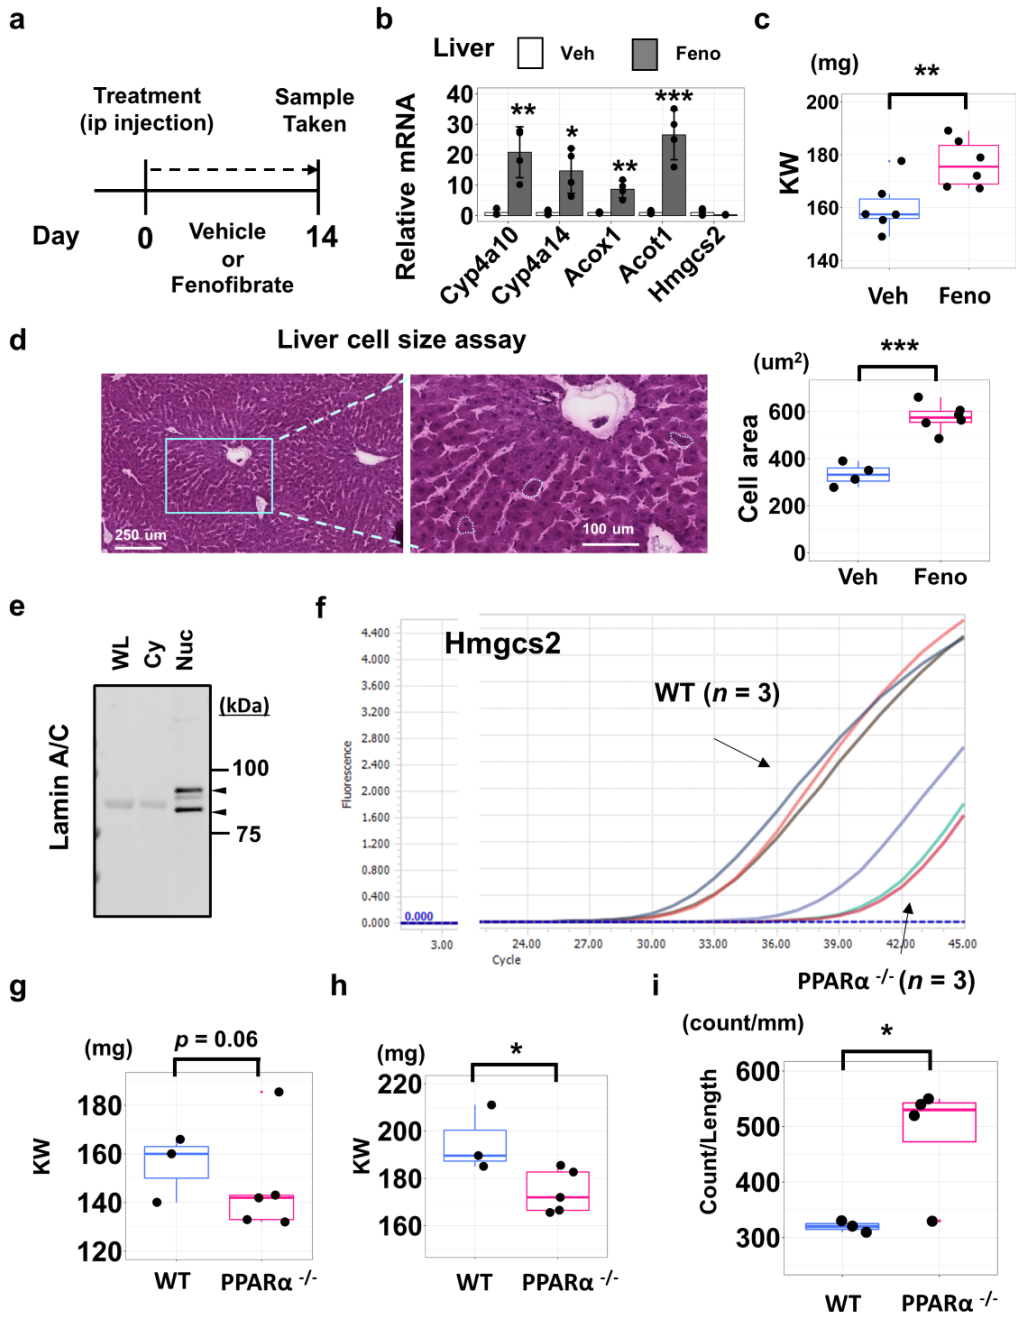 a
Treatment
(ip injection)
Sample
Taken
Day
0
Vehicle
or
Fenofibrate
14
b
Liver
Veh
Feno
Relative mRNA
40
30
20
10
0
**
*
**
***
Cyp4a10
Cyp4a14
Acox1
Acot1
Hmgcs2
c
(mg)
**
KW
200
180
160
140
Veh
Feno
d
Liver cell size assay
250 um
100 um
(um²)
***
Cell area
600
400
200
0
Veh
Feno
e
WL
Cy
Nuc
(kDa)
100
75
Lamin A/C
f
Hmgcs2
WT (n = 3)
Fluorescence
4.400
4.000
3.600
3.200
2.800
2.400
2.000
1.600
1.200
0.800
0.400
0.000
0.000
3.00
24.00
27.00
30.00
33.00
36.00
39.00
42.00
45.00
Cycle
PPARα -/- (n = 3)
g
(mg)
p = 0.06
KW
180
160
140
120
WT
PPARα -/-
h
(mg)
*
KW
220
200
180
160
WT
PPARα -/-
i
(count/mm)
*
Count/Length
600
500
400
300
WT
PPARα -/-